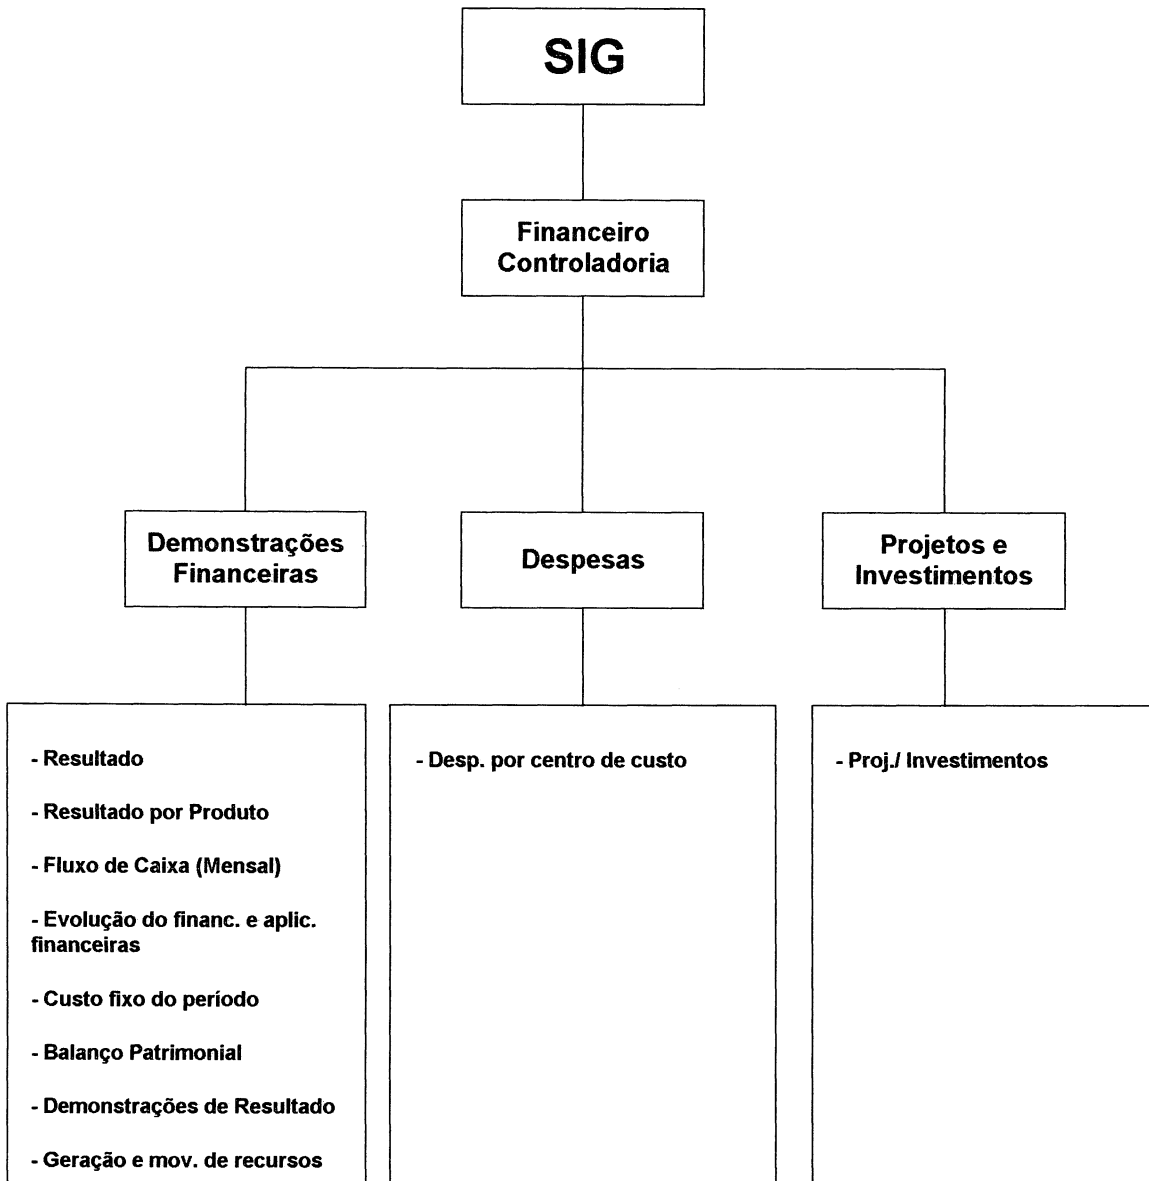 SIG
Financeiro
Controladoria
Demonstrações
Financeiras
Despesas
Projetos e
Investimentos
- Resultado
- Resultado por Produto
- Fluxo de Caixa (Mensal)
- Evolução do financ. e aplic.
financeiras
- Custo fixo do período
- Balanço Patrimonial
- Demonstrações de Resultado
- Geração e mov. de recursos
- Desp. por centro de custo
- Proj./ Investimentos